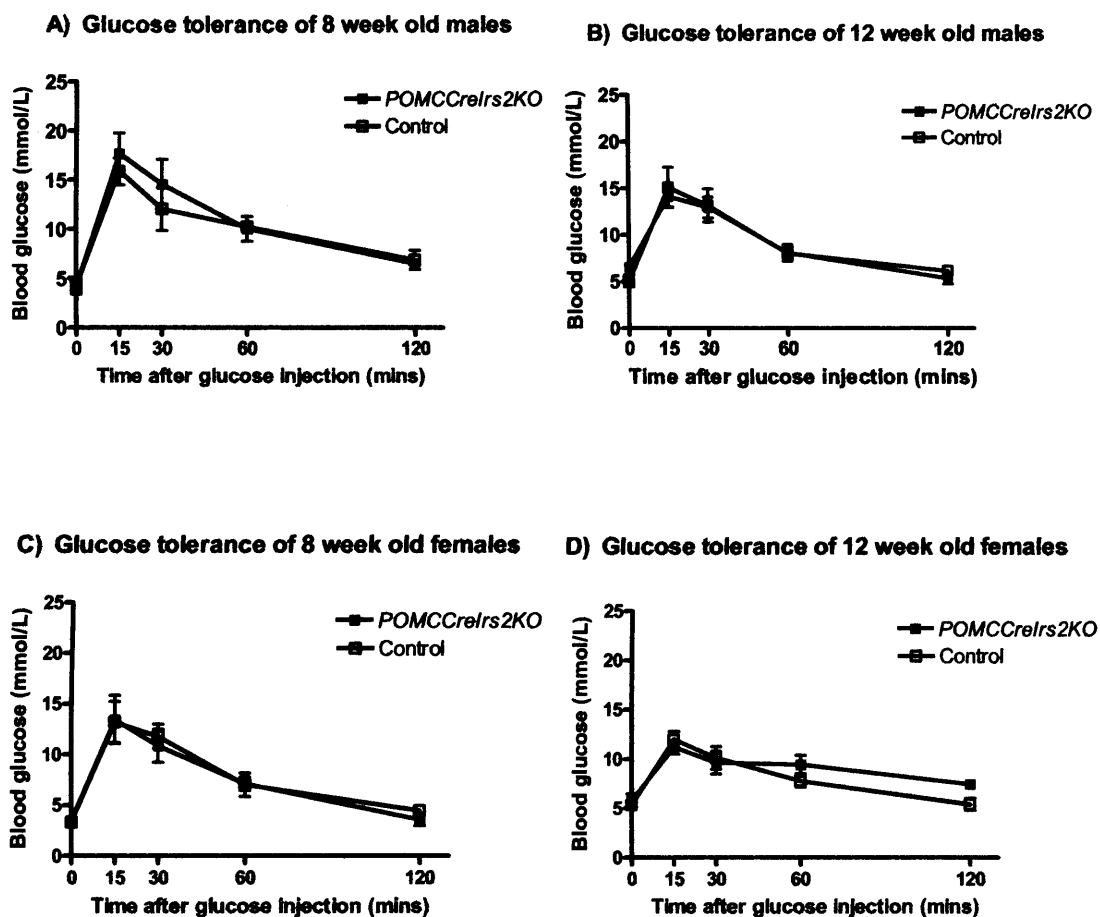 A) Glucose tolerance of 8 week old males
25
20
15
10
5
0
Blood glucose (mmol/L)
POMCCreIrs2KO
Control
0 15 30 60 120
Time after glucose injection (mins)
B) Glucose tolerance of 12 week old males
25
20
15
10
5
0
Blood glucose (mmol/L)
POMCCreIrs2KO
Control
0 15 30 60 120
Time after glucose injection (mins)
C) Glucose tolerance of 8 week old females
25
20
15
10
5
0
Blood glucose (mmol/L)
POMCCreIrs2KO
Control
0 15 30 60 120
Time after glucose injection (mins)
D) Glucose tolerance of 12 week old females
25
20
15
10
5
0
Blood glucose (mmol/L)
POMCCreIrs2KO
Control
0 15 30 60 120
Time after glucose injection (mins)